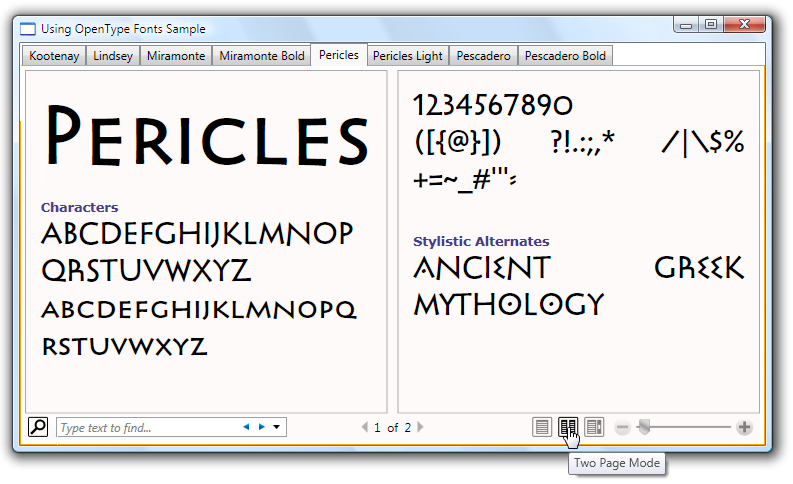 Using OpenType Fonts Sample
Kootenay Lindsey Miramonte Miramonte Bold Pericles Pericles Light Pescadero Pescadero Bold
PERICLES
Characters
ABCDEFGHIJKLMNOP
QRSTUVWXYZ
ABCDEFGHIJKLMNOPQ
RSTUVWXYZ
1234567890
([{@}]) ?!.:;,* /|\$%
+=~_#'"
Stylistic Alternates
ANCIENT GREEK
MYTHOLOGY
Type text to find...
1 of 2
Two Page Mode